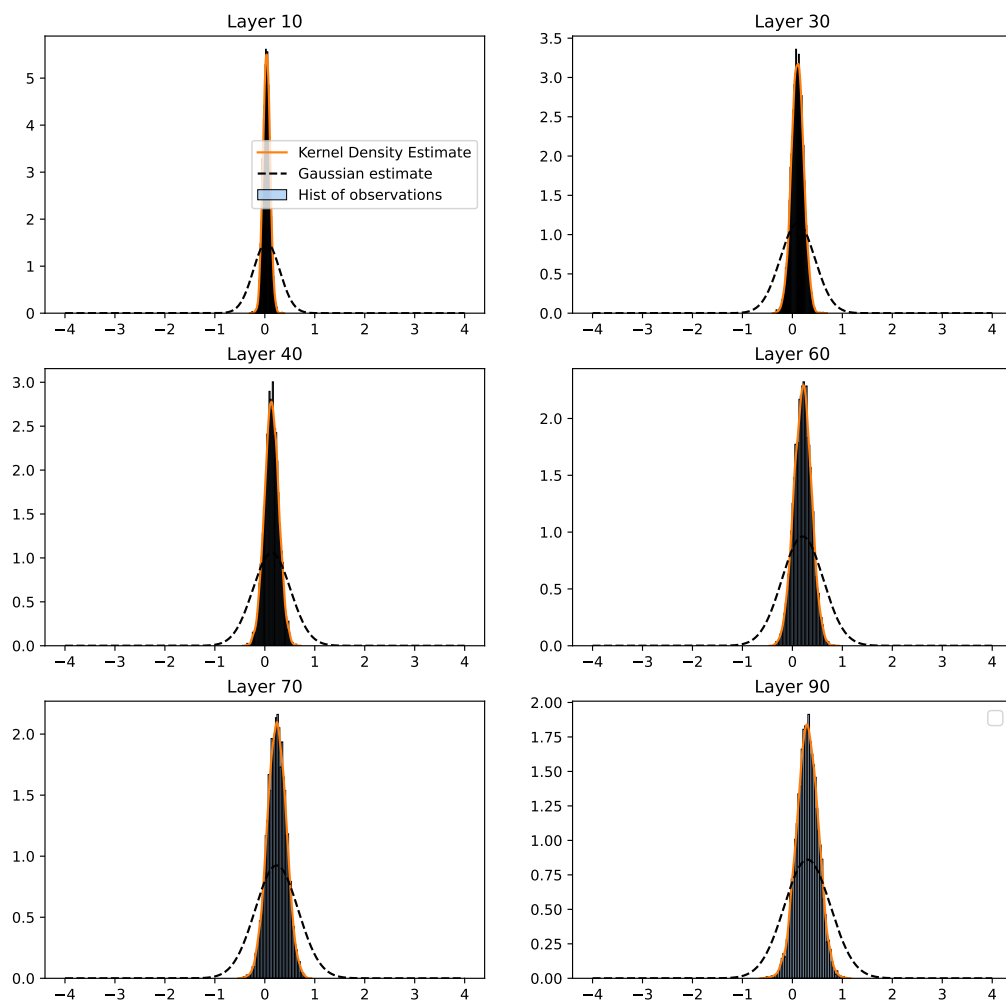 Layer 10
5
4
3
2
1
0
Kernel Density Estimate
Gaussian estimate
Hist of observations
−4 −3 −2 −1 0 1 2 3 4
Layer 30
3.5
3.0
2.5
2.0
1.5
1.0
0.5
0.0
−4 −3 −2 −1 0 1 2 3 4
Layer 40
3.0
2.5
2.0
1.5
1.0
0.5
0.0
−4 −3 −2 −1 0 1 2 3 4
Layer 60
2.0
1.5
1.0
0.5
0.0
−4 −3 −2 −1 0 1 2 3 4
Layer 70
2.0
1.5
1.0
0.5
0.0
−4 −3 −2 −1 0 1 2 3 4
Layer 90
2.00
1.75
1.50
1.25
1.00
0.75
0.50
0.25
0.00
−4 −3 −2 −1 0 1 2 3 4